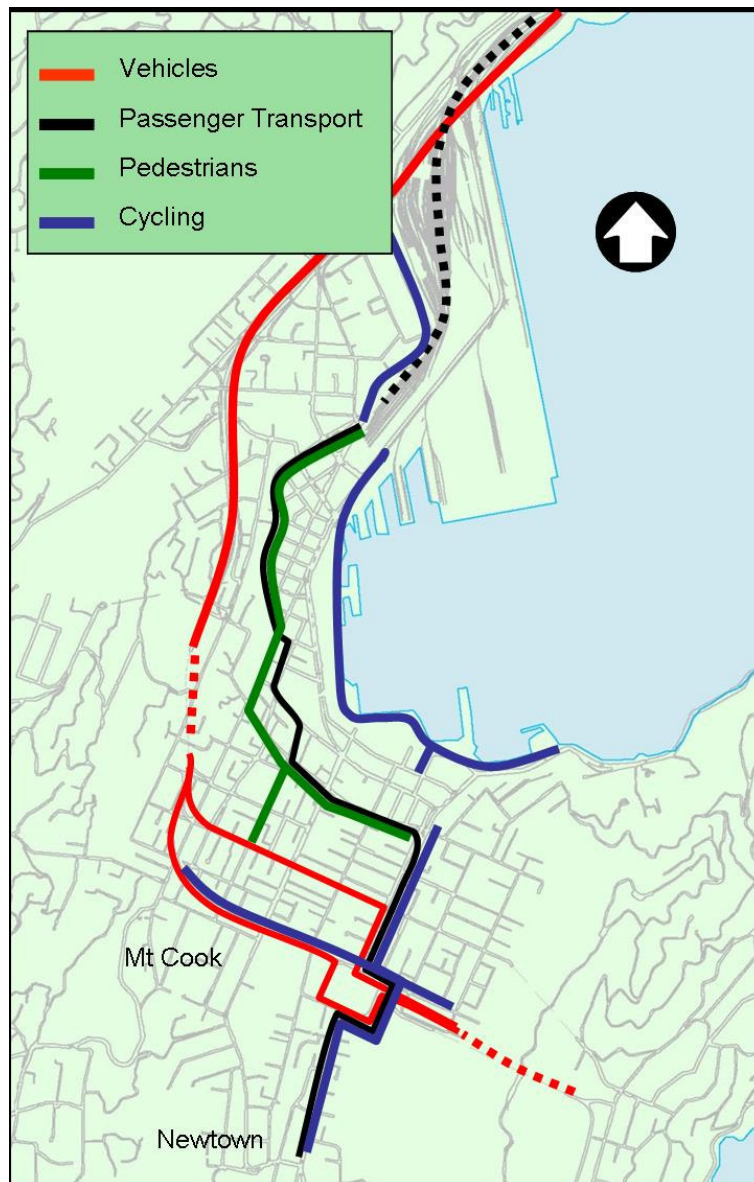 Vehicles
Passenger Transport
Pedestrians
Cycling
Mt Cook
Newtown